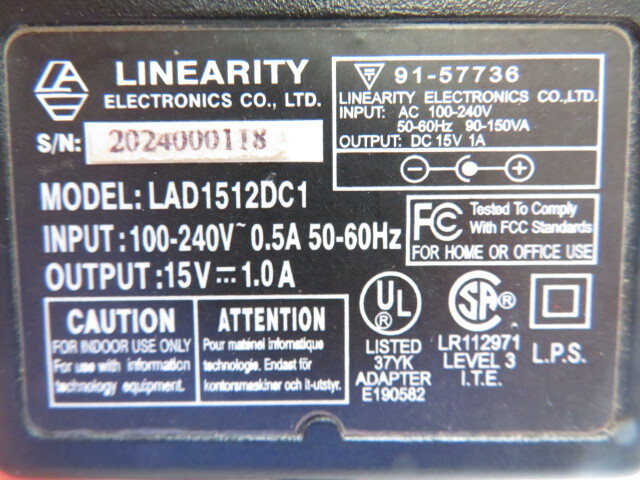 LINEARITY
ELECTRONICS CO., LTD.
S/N: 2024000118
91-57736
LINEARITY ELECTRONICS CO.,LTD.
INPUT: AC 100-240V
50-60Hz 90-150VA
OUTPUT: DC 15V 1A
MODEL: LAD1512DC1
INPUT : 100-240V~ 0.5A 50-60Hz
OUTPUT : 15V ⎓ 1.0 A
FC Tested To Comply
With FCC Standards
FOR HOME OR OFFICE USE
CAUTION
FOR INDOOR USE ONLY
For use with information
technology equipment.
ATTENTION
Pour materiel informatique
technologie. Endast för
kontorsmaskiner och it-utstyr.
UL ®
LISTED
37YK
ADAPTER
E190582
SA ®
LR112971
LEVEL 3
I.T.E.
L.P.S.